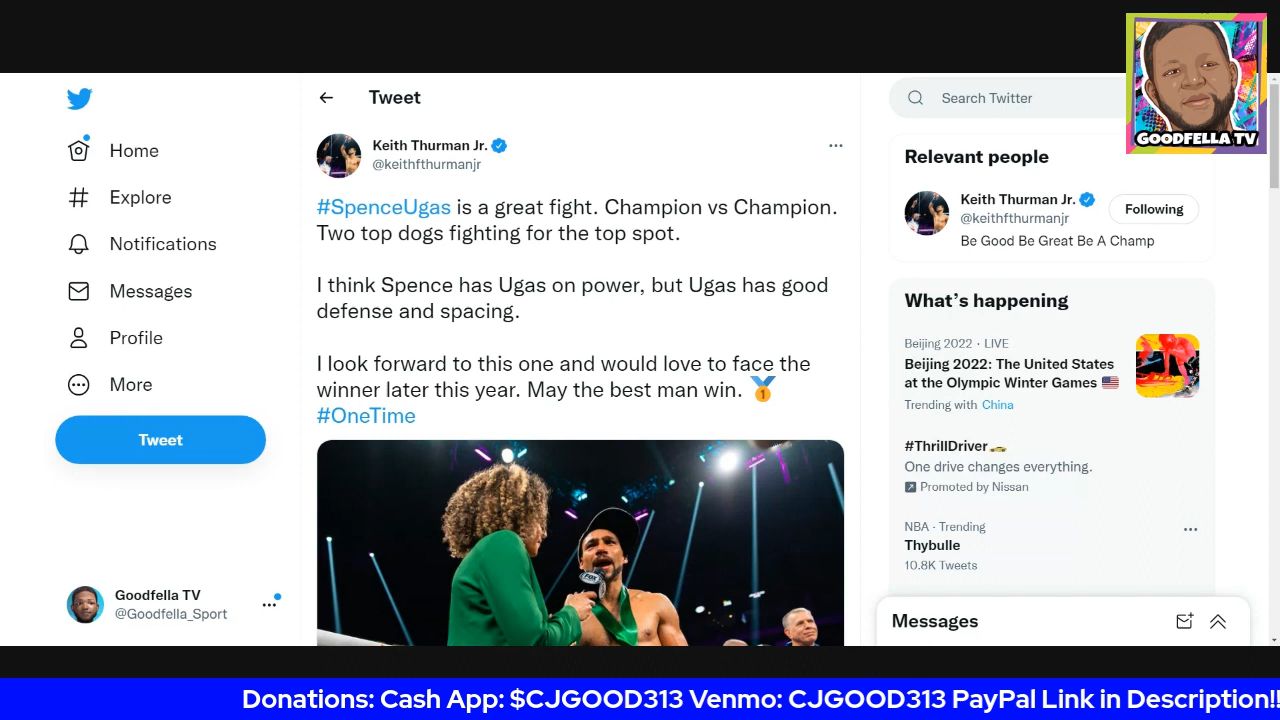 GOODFELLA TV
Tweet
Search Twitter
Home
Explore
Notifications
Messages
Profile
More
Tweet
Goodfella TV
@Goodfella_Sport
Keith Thurman Jr.
@keithfthurmanjr
#SpenceUgas is a great fight. Champion vs Champion.
Two top dogs fighting for the top spot.
I think Spence has Ugas on power, but Ugas has good
defense and spacing.
I look forward to this one and would love to face the
winner later this year. May the best man win. 🥇
#OneTime
FOX
Relevant people
Keith Thurman Jr.
@keithfthurmanjr
Following
Be Good Be Great Be A Champ
What’s happening
Beijing 2022 · LIVE
Beijing 2022: The United States
at the Olympic Winter Games 🇺🇸
Trending with China
#ThrillDriver
One drive changes everything.
Promoted by Nissan
NBA · Trending
Thybulle
10.8K Tweets
Messages
Donations: Cash App: $CJGOOD313 Venmo: CJGOOD313 PayPal Link in Description!!